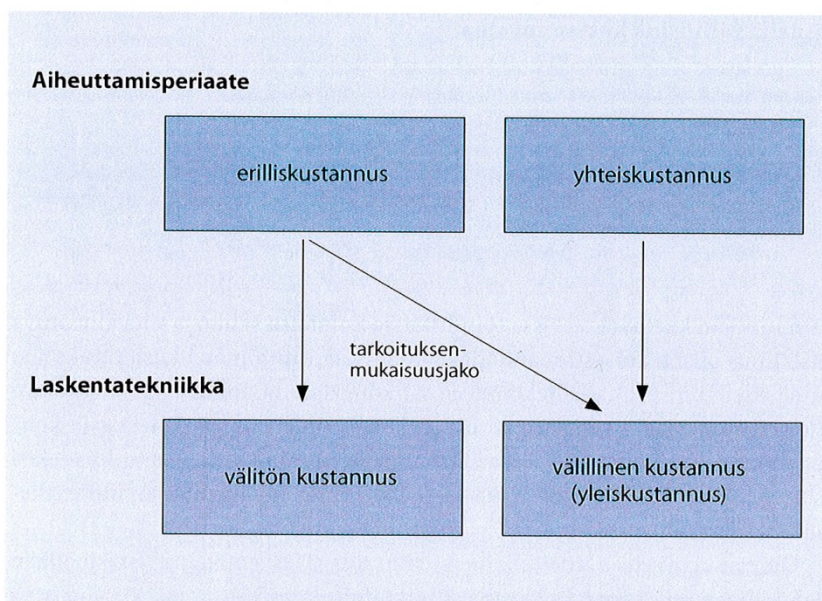 Aiheuttamisperiaate
erilliskustannus
yhteiskustannus
tarkoituksen-
mukaisuusjako
Laskentatekniikka
välitön kustannus
välillinen kustannus
(yleiskustannus)